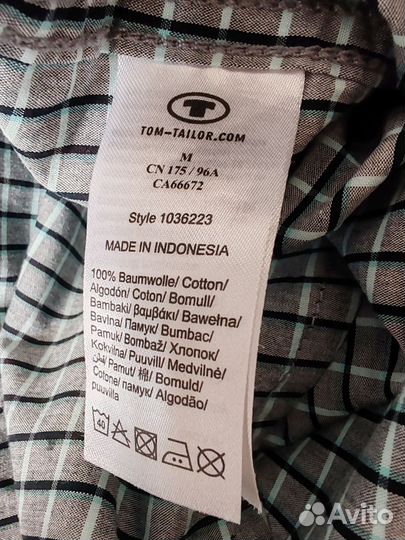 TOM-TAILOR.COM
M
CN 175 / 96A
CA66672
Style 1036223
MADE IN INDONESIA
100% Baumwolle/ Cotton/
Algodón/ Coton/ Bomull/
Bambaki/ βαμβάκι/ Bawełna/
Bavlna/ Памук/ Bumbac/
Pamuk/ Bombaž/ Хлопок/
Kokvilna/ Puuvill/ Medvilnė/
قطن/ Pamut/ 棉/ Bomuld/
Cotone/ памук/ Algodão/
puuvilla
40
Avito